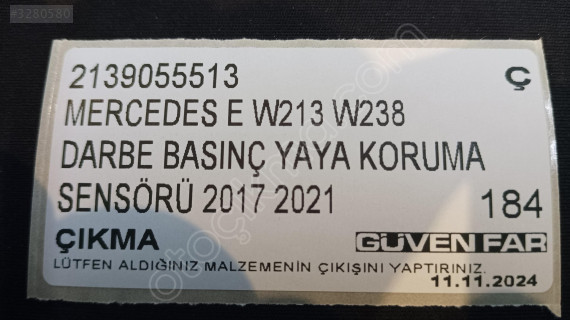 #3280580
2139055513 Ç
MERCEDES E W213 W238
DARBE BASINÇ YAYA KORUMA
SENSÖRÜ 2017 2021 184
ÇIKMA GÜVEN FAR
LÜTFEN ALDIĞINIZ MALZEMENİN ÇIKIŞINI YAPTIRINIZ.
11.11.2024